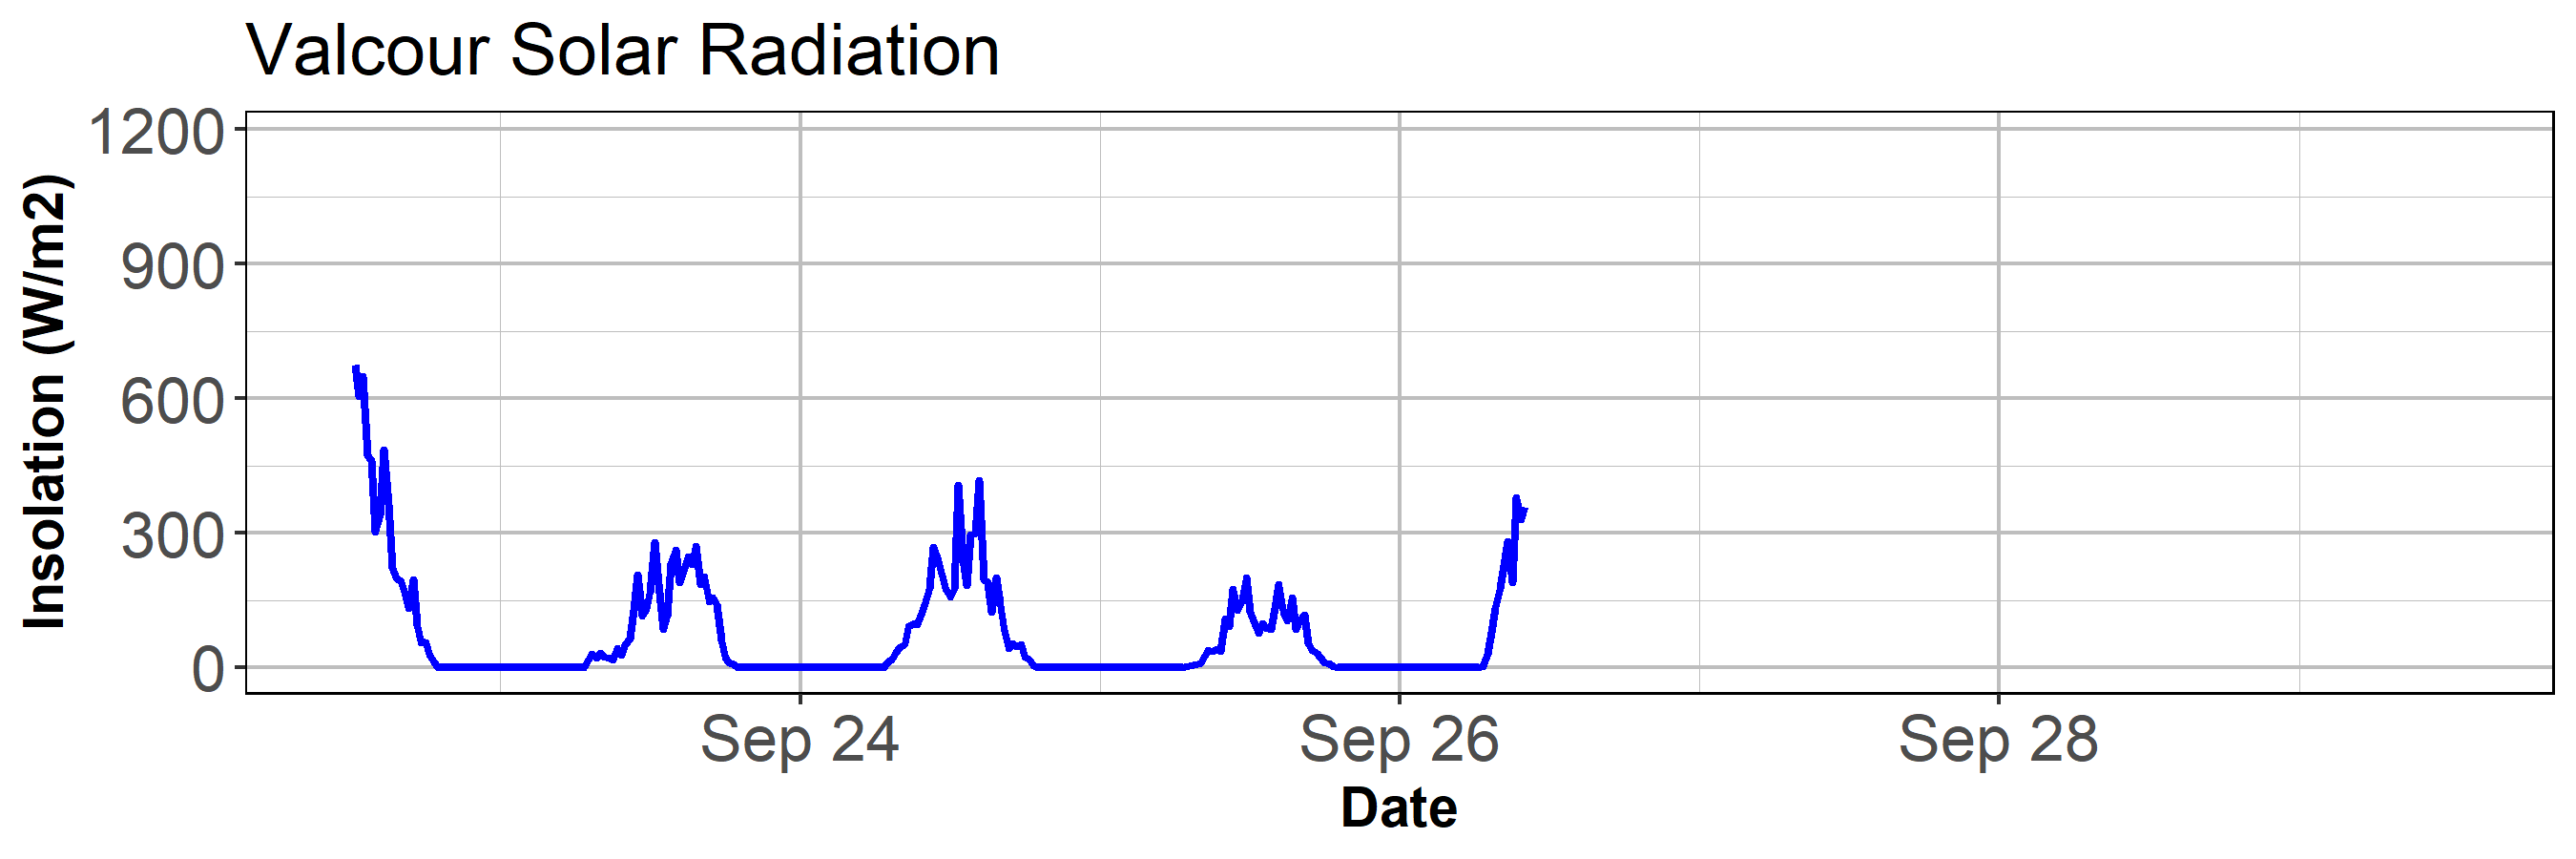 Valcour Solar Radiation
1200
900
600
300
0
Insolation (W/m2)
Sep 24
Sep 26
Sep 28
Date